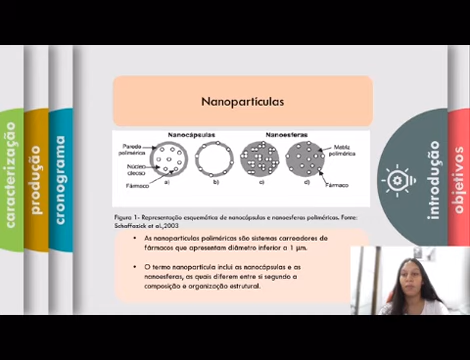 Nanopartículas
Nanocápsulas Nanoesferas
Parede
polimérica
Núcleo
oleoso
Fármaco
Matriz
polimérica
Fármaco
a) b) c) d)
Figura 1- Representação esquemática de nanocápsulas e nanoesferas poliméricas. Fonte:
Schaffazick et al.,2003
• As nanopartículas poliméricas são sistemas carreadores de
fármacos que apresentam diâmetro inferior a 1 µm.
• O termo nanopartícula inclui as nanocápsulas e as
nanoesferas, as quais diferem entre si segundo a
composição e organização estrutural.
caracterização
produção
cronograma
introdução
objetivos